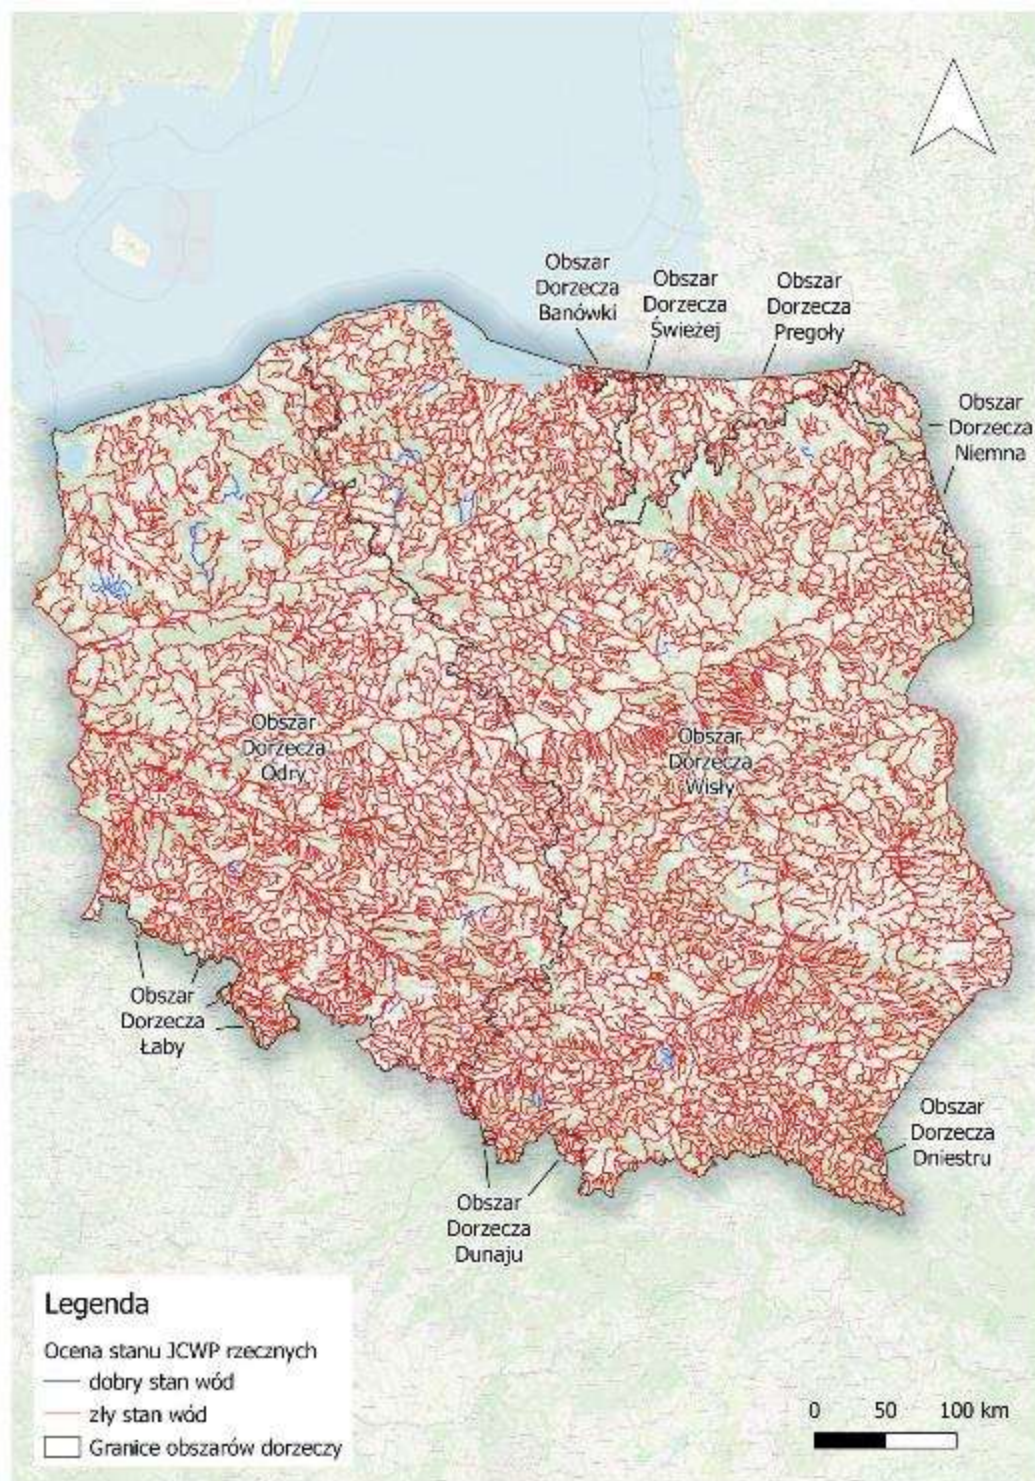 Obszar
Dorzecza
Banówki
Obszar
Dorzecza
Świeżej
Obszar
Dorzecza
Pregoły
Obszar
Dorzecza
Niemna
Obszar
Dorzecza
Odry
Obszar
Dorzecza
Wisły
Obszar
Dorzecza
Łaby
Obszar
Dorzecza
Dniestru
Obszar
Dorzecza
Dunaju
Legenda
Ocena stanu JCWP rzecznych
dobry stan wód
zły stan wód
Granice obszarów dorzeczy
0 50 100 km